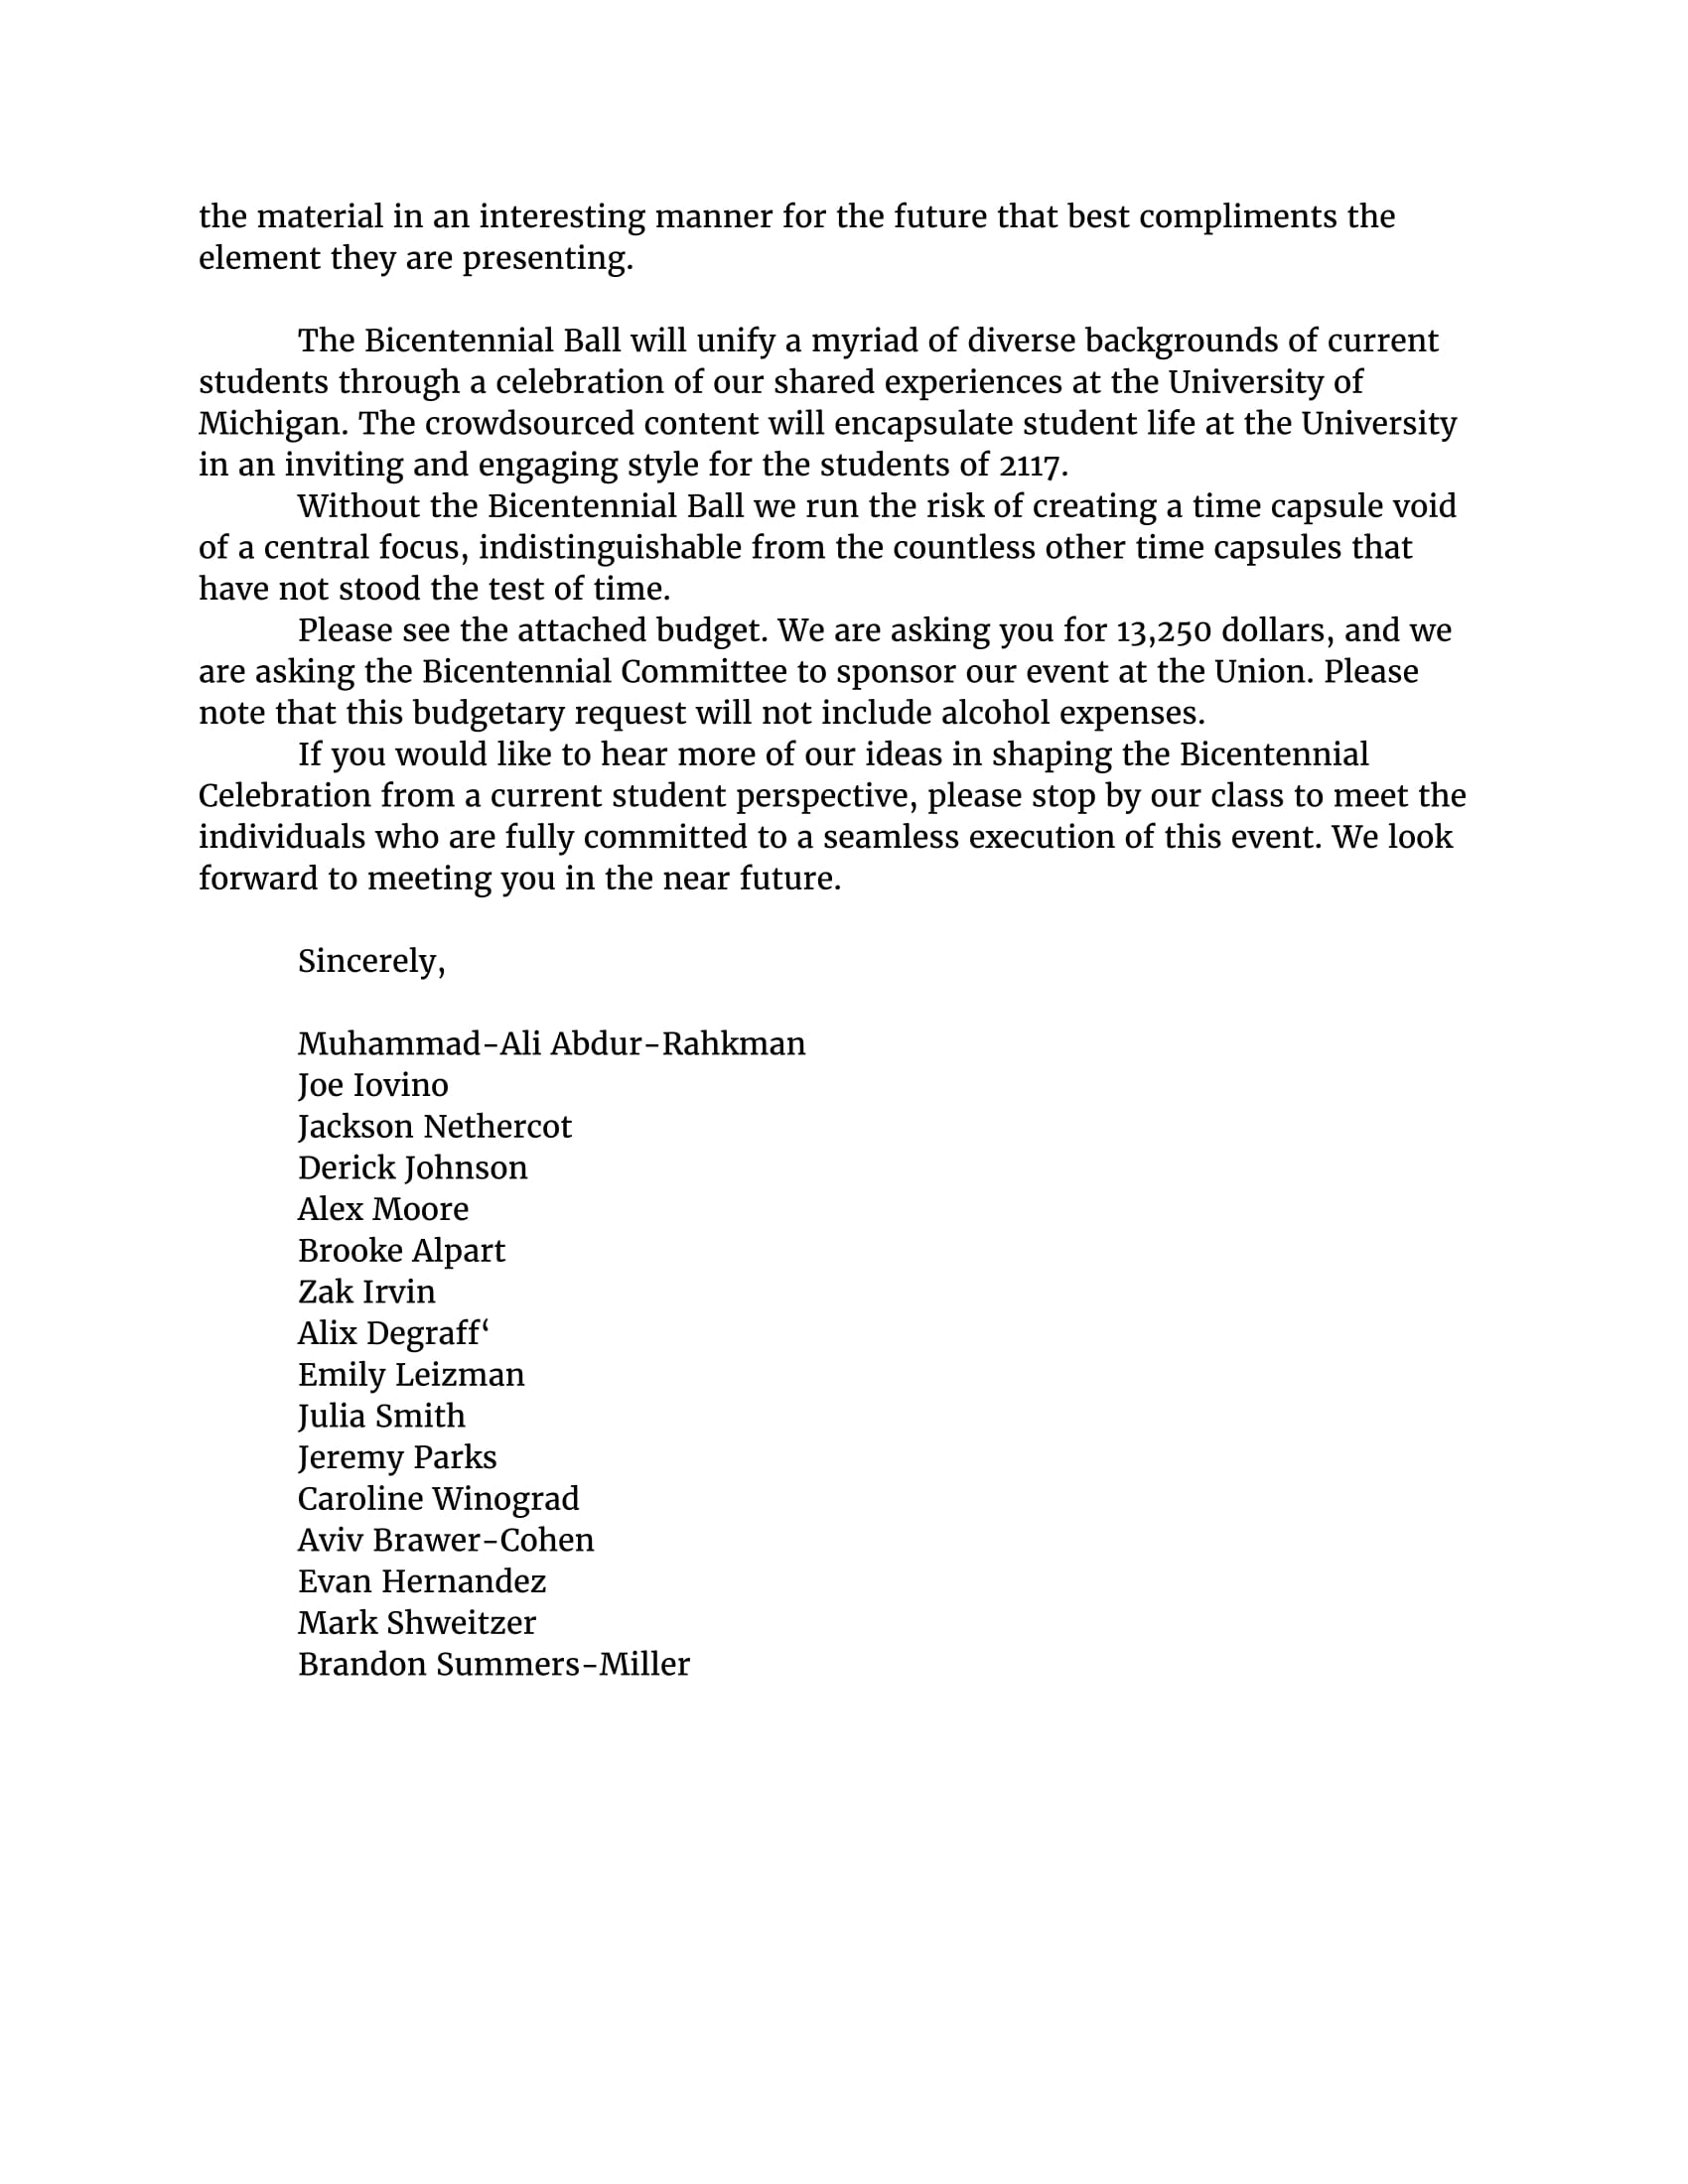 the material in an interesting manner for the future that best compliments the
element they are presenting.
The Bicentennial Ball will unify a myriad of diverse backgrounds of current
students through a celebration of our shared experiences at the University of
Michigan. The crowdsourced content will encapsulate student life at the University
in an inviting and engaging style for the students of 2117.
Without the Bicentennial Ball we run the risk of creating a time capsule void
of a central focus, indistinguishable from the countless other time capsules that
have not stood the test of time.
Please see the attached budget. We are asking you for 13,250 dollars, and we
are asking the Bicentennial Committee to sponsor our event at the Union. Please
note that this budgetary request will not include alcohol expenses.
If you would like to hear more of our ideas in shaping the Bicentennial
Celebration from a current student perspective, please stop by our class to meet the
individuals who are fully committed to a seamless execution of this event. We look
forward to meeting you in the near future.
Sincerely,
Muhammad-Ali Abdur-Rahkman
Joe Iovino
Jackson Nethercot
Derick Johnson
Alex Moore
Brooke Alpart
Zak Irvin
Alix Degraff‘
Emily Leizman
Julia Smith
Jeremy Parks
Caroline Winograd
Aviv Brawer-Cohen
Evan Hernandez
Mark Shweitzer
Brandon Summers-Miller